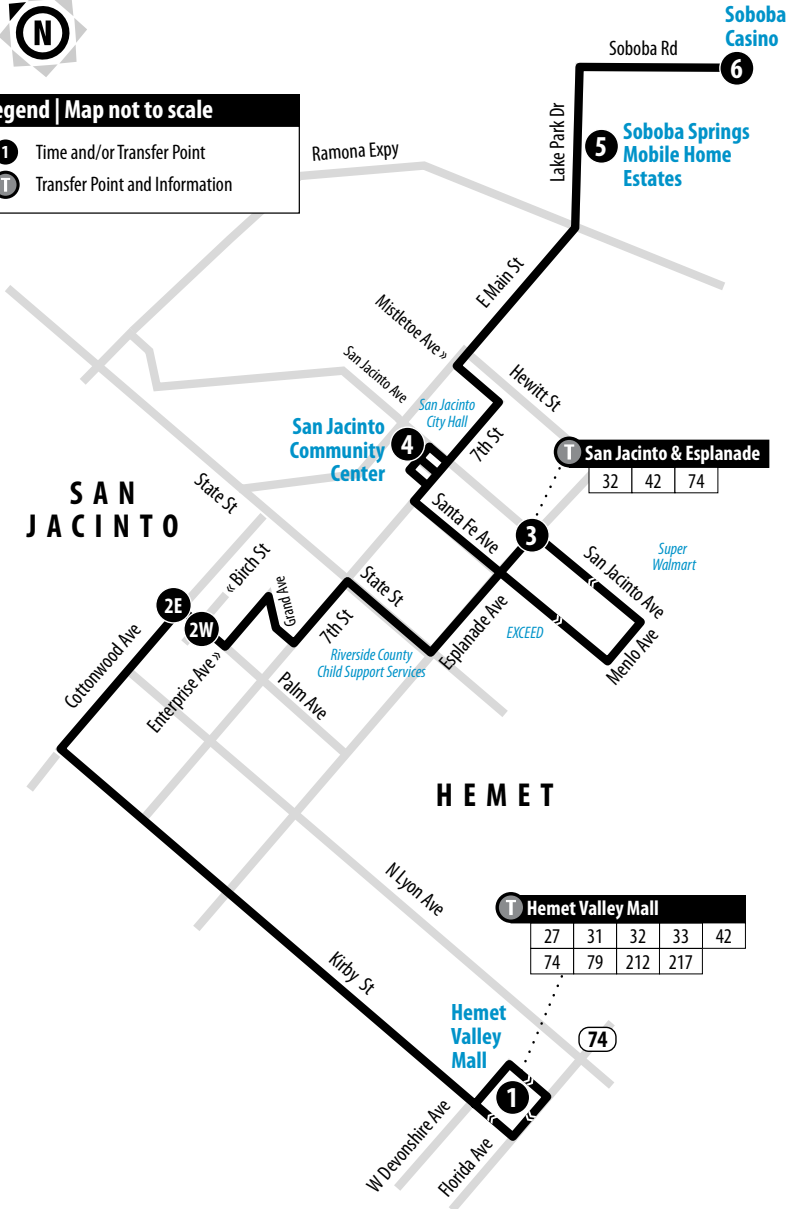 N
Soboba
Casino
Soboba Rd
6
egend | Map not to scale
1 Time and/or Transfer Point
T Transfer Point and Information
Ramona Expy
Lake Park Dr
5
Soboba Springs
Mobile Home
Estates
E Main St
Mistletoe Ave »
San Jacinto Ave
Hewitt St
San Jacinto
City Hall
San Jacinto
Community
Center
4
7th St
T San Jacinto & Esplanade
32 42 74
State St
SAN
JACINTO
Santa Fe Ave
3
Super
Walmart
San Jacinto Ave
« Birch St
Grand Ave
State St
7th St
2E
2W
Esplanade Ave
EXCEED
Menlo Ave
Riverside County
Child Support Services
Cottonwood Ave
Enterprise Ave »
Palm Ave
HEMET
N Lyon Ave
T Hemet Valley Mall
27 31 32 33 42
74 79 212 217
Kirby St
Hemet
Valley
Mall
74
1
W Devonshire Ave
Florida Ave